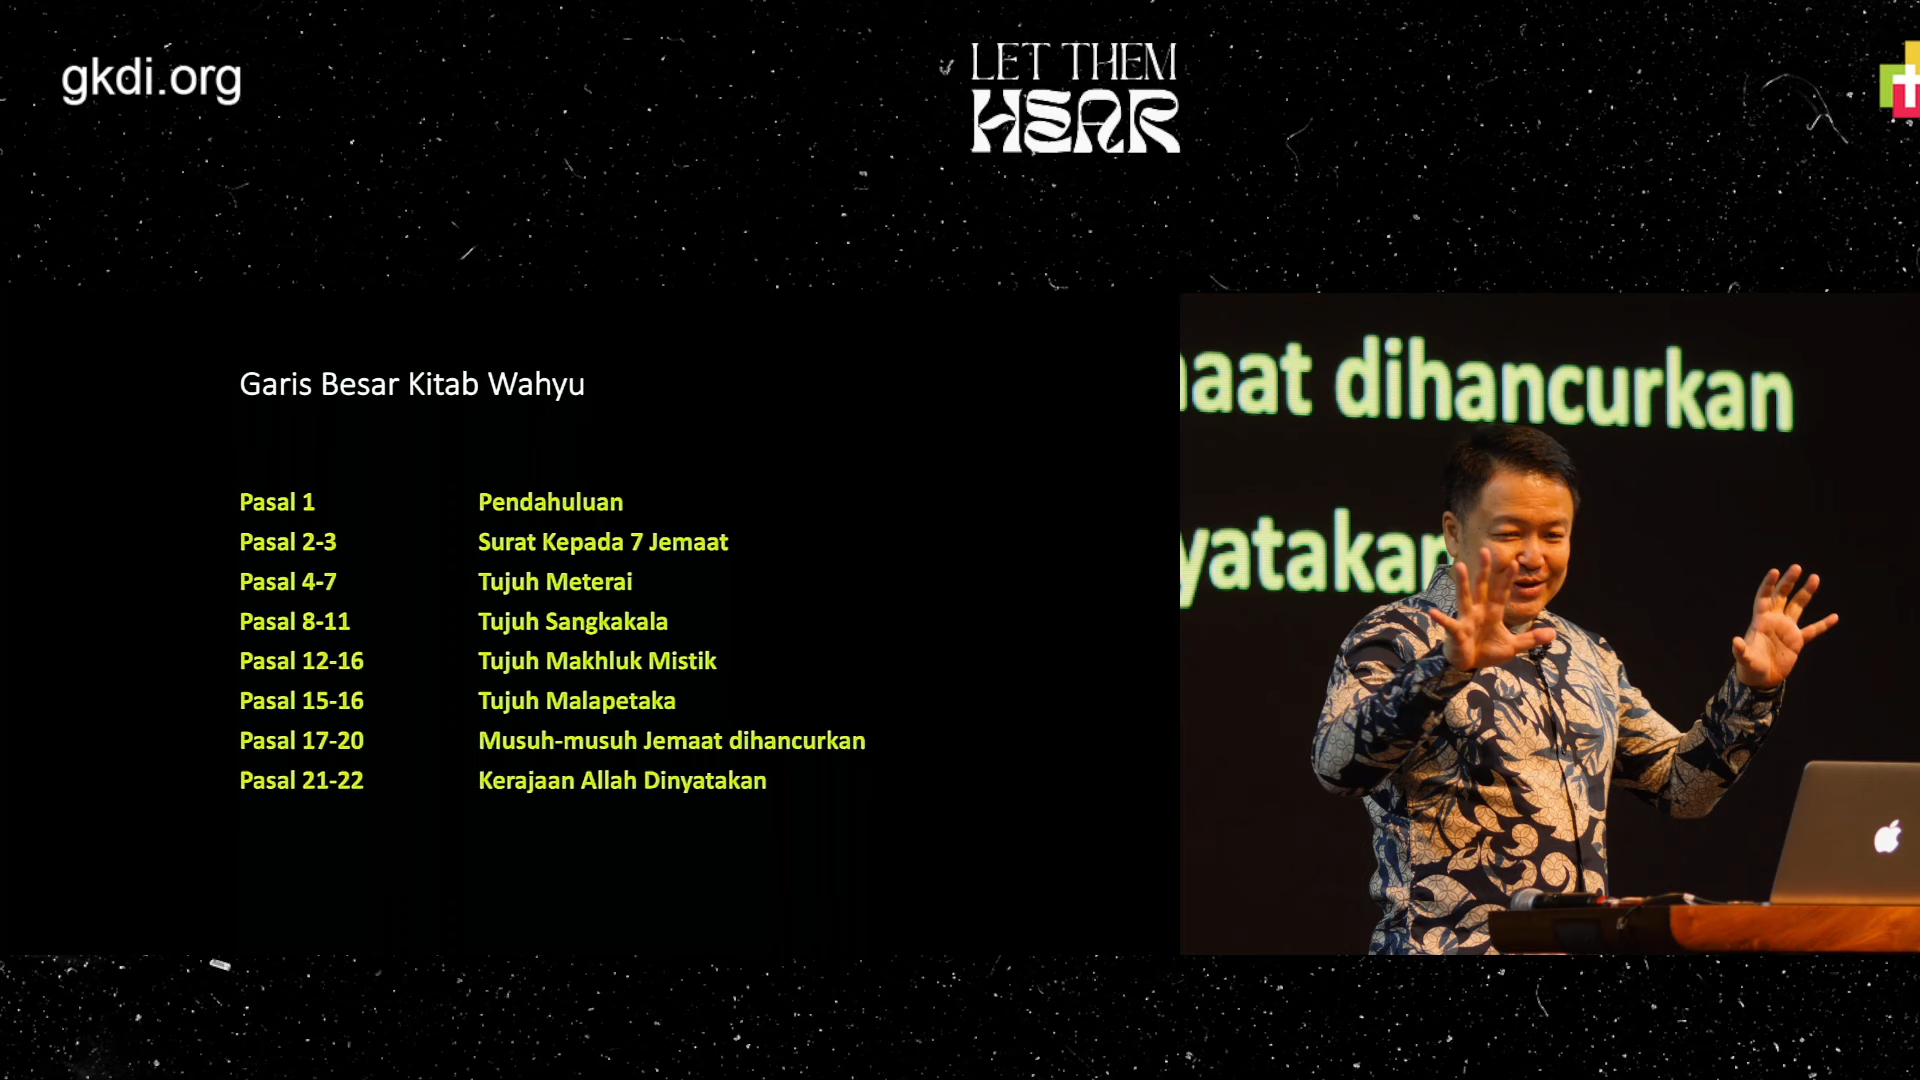 gkdi.org
LET THEM
HEAR
Garis Besar Kitab Wahyu
Pasal 1 Pendahuluan
Pasal 2-3 Surat Kepada 7 Jemaat
Pasal 4-7 Tujuh Meterai
Pasal 8-11 Tujuh Sangkakala
Pasal 12-16 Tujuh Makhluk Mistik
Pasal 15-16 Tujuh Malapetaka
Pasal 17-20 Musuh-musuh Jemaat dihancurkan
Pasal 21-22 Kerajaan Allah Dinyatakan
aat dihancurkan
yatakan